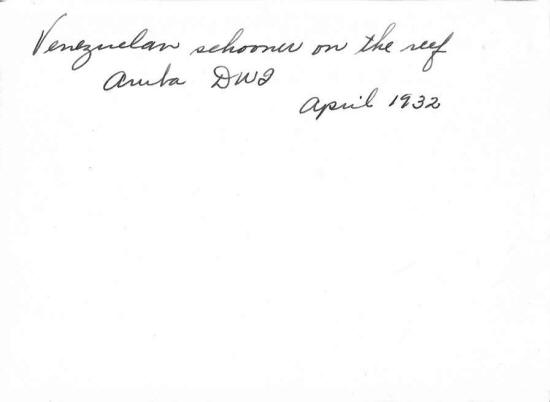 Venezuelan schooner on the reef
Aruba DWI
April 1932